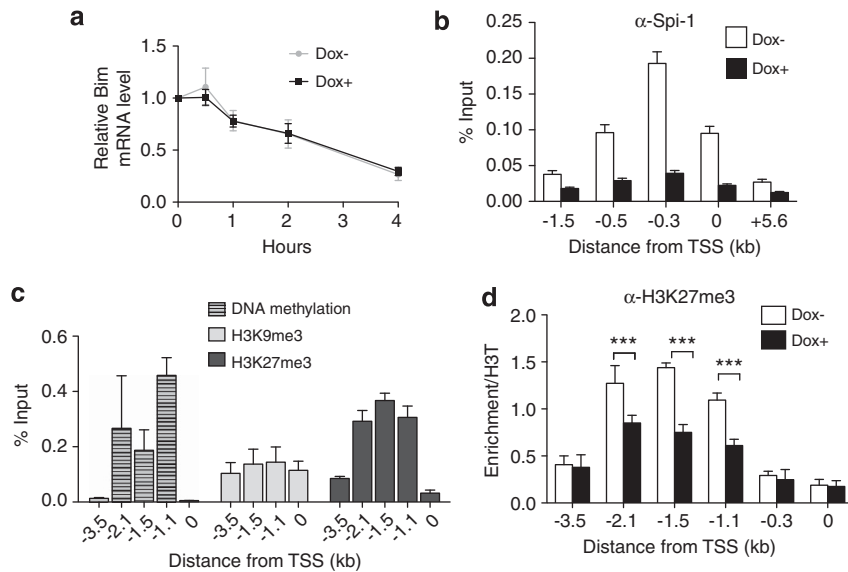 a
1.5
1.0
0.5
0.0
Relative Bim
mRNA level
Dox-
Dox+
0 1 2 3 4
Hours
b
α-Spi-1
0.25
0.20
0.15
0.10
0.05
0.00
% Input
Dox-
Dox+
-1.5 -0.5 -0.3 0 +5.6
Distance from TSS (kb)
c
DNA methylation
H3K9me3
H3K27me3
0.6
0.4
0.2
0.0
% Input
-3.5 -2.1 -1.5 -1.1 0 -3.5 -1.5 -1.1 0 -3.5 -2.1 -1.5 -1.1 0
Distance from TSS (kb)
d
α-H3K27me3
2.0
1.5
1.0
0.5
0.0
Enrichment/H3T
Dox-
Dox+
*** *** ***
-3.5 -2.1 -1.5 -1.1 -0.3 0
Distance from TSS (kb)